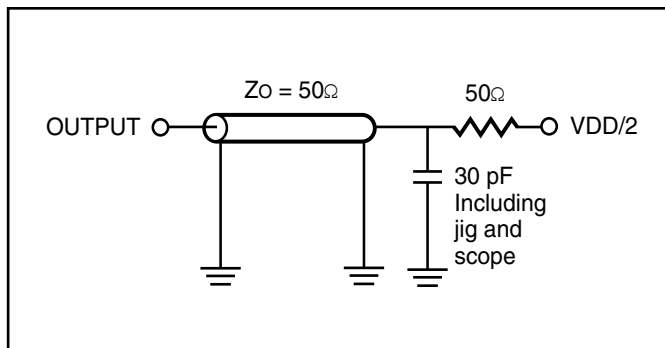 ZO = 50Ω
50Ω
OUTPUT
VDD/2
30 pF
Including
jig and
scope